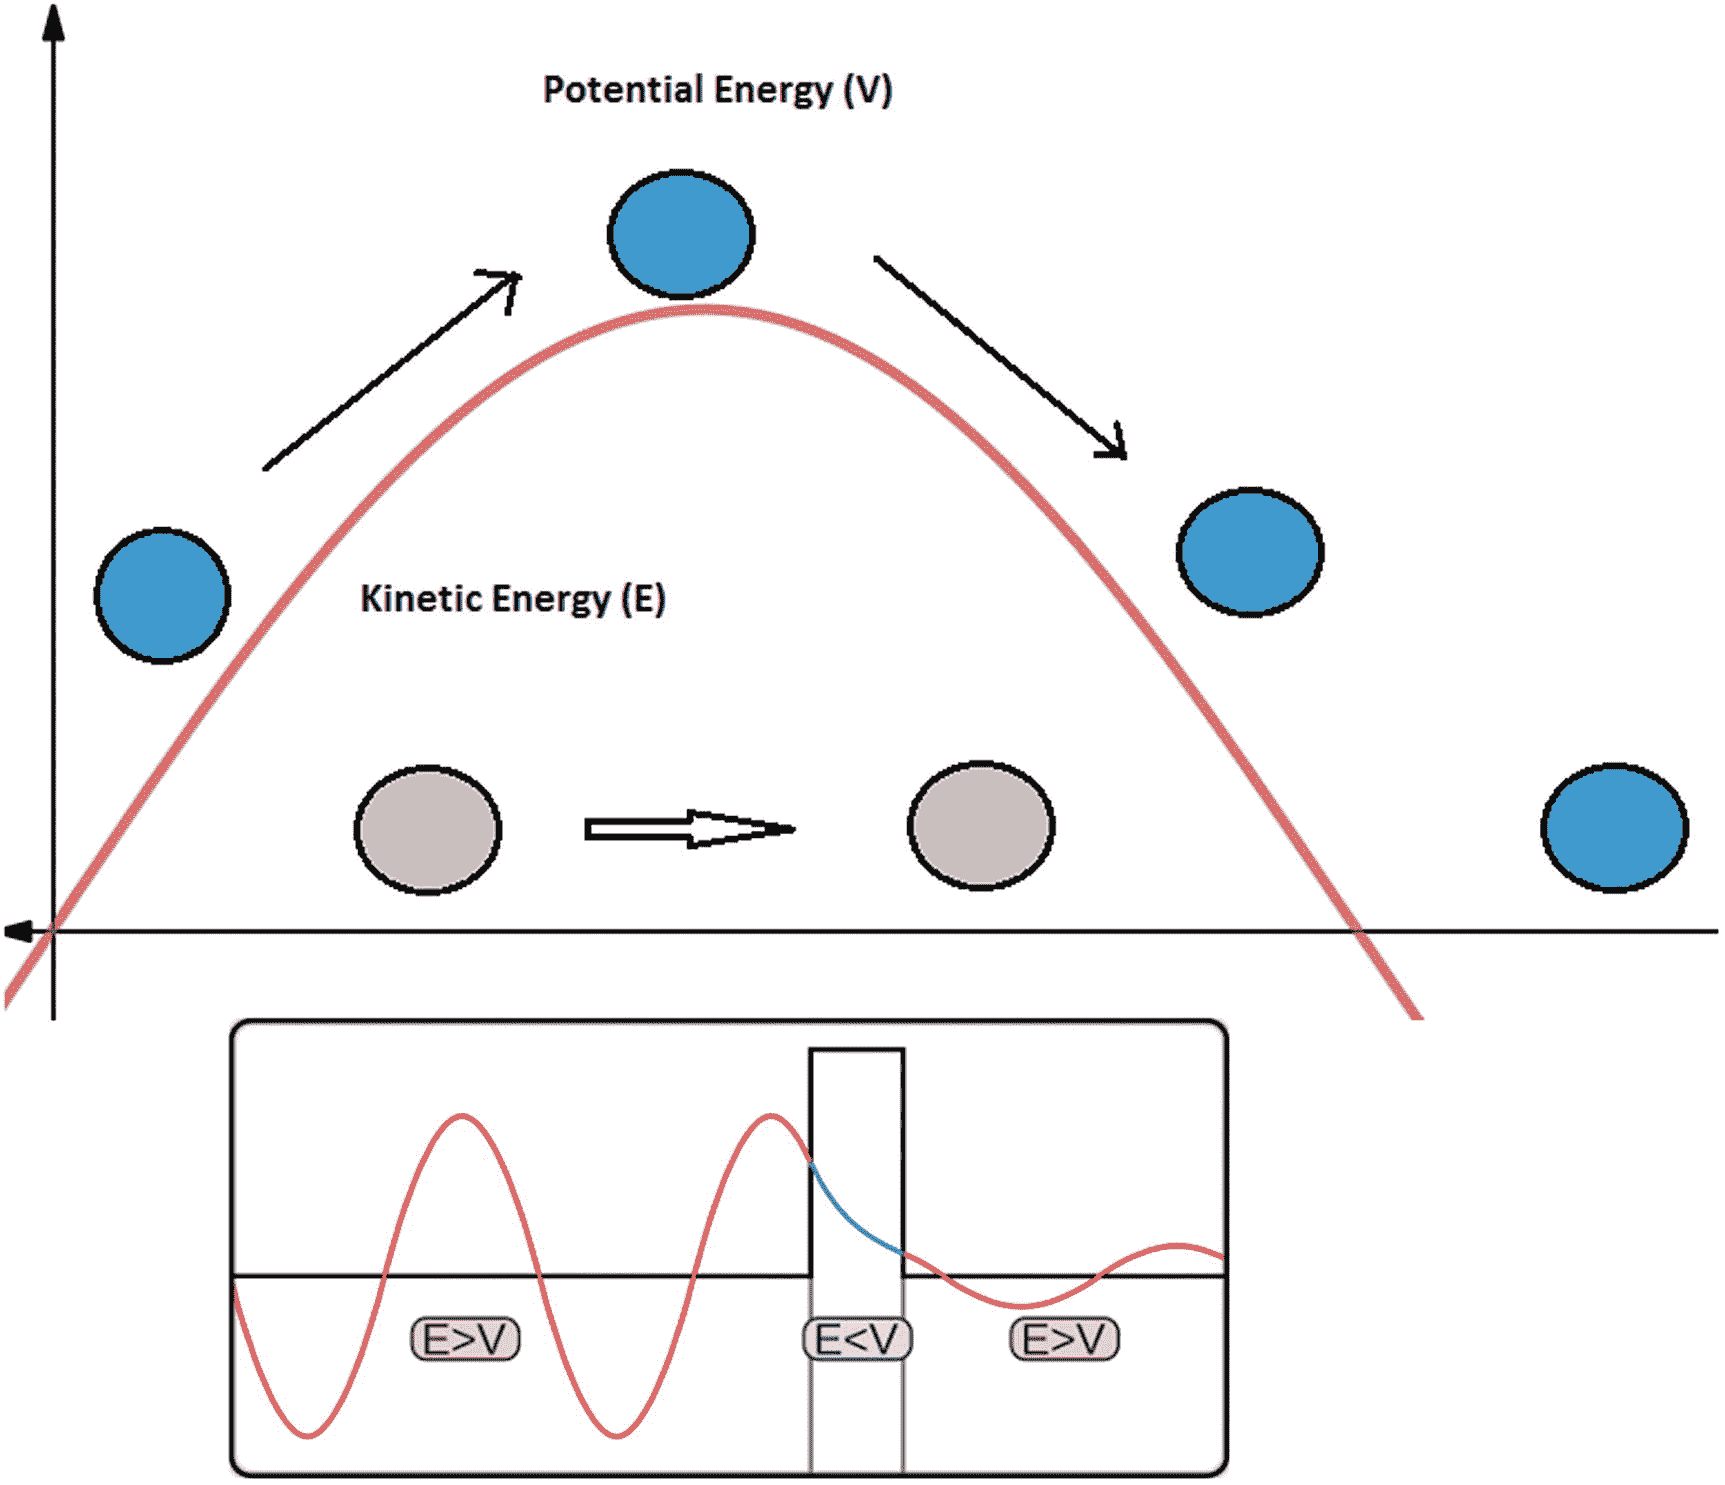 Potential Energy (V)
Kinetic Energy (E)
E>V
E<V
E>V